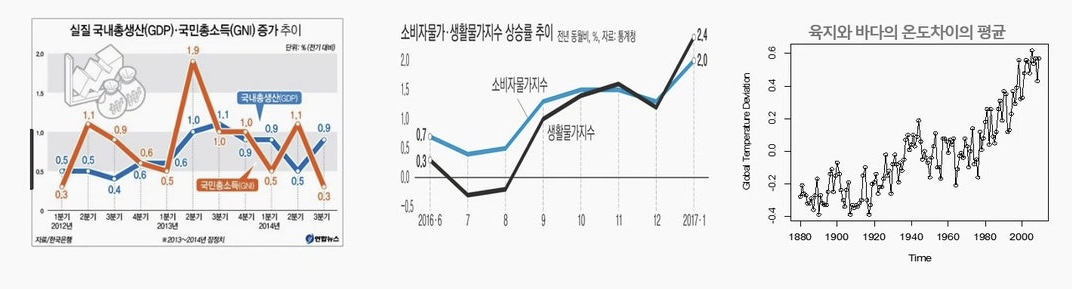 실질 국내총생산(GDP)·국민총소득(GNI) 증가 추이
단위: % (전기 대비)
2.0
1.5
1.0
0.5
0
1.9
1.1
0.9
0.6
0.5
0.3
1.0
1.0
0.5
1.1
0.3
0.5
0.5
0.4
0.6
0.6
1.0
1.1
0.9
0.9
0.5
0.9
국내총생산(GDP)
국민총소득(GNI)
1분기 2분기 3분기 4분기 1분기 2분기 3분기 4분기 1분기 2분기 3분기
2012년 2013년 2014년
자료/한국은행 ※2013~2014년 잠정치 연합뉴스
소비자물가·생활물가지수 상승률 추이 전년 동월비, %, 자료: 통계청
2.0
1.5
1.0
0.5
0.0
-0.5
소비자물가지수
생활물가지수
0.7
0.3
2.4
2.0
2016·6 7 8 9 10 11 12 2017·1
육지와 바다의 온도차이의 평균
Global Temperature Deviation
0.6
0.4
0.2
0.0
-0.2
-0.4
1880 1900 1920 1940 1960 1980 2000
Time